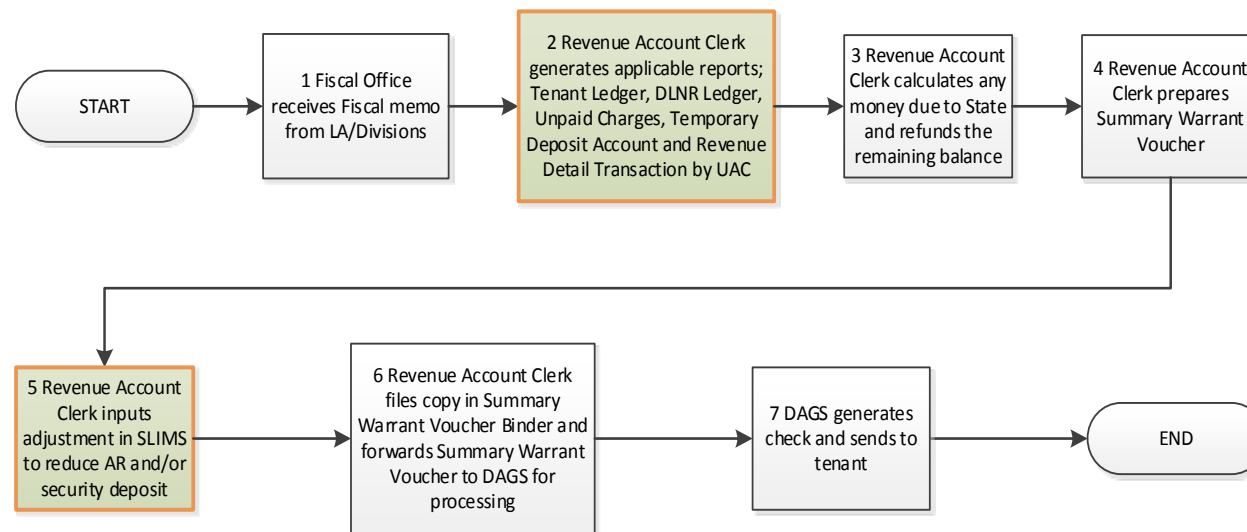 START
1 Fiscal Office
receives Fiscal memo
from LA/Divisions
2 Revenue Account Clerk
generates applicable reports;
Tenant Ledger, DLNR Ledger,
Unpaid Charges, Temporary
Deposit Account and Revenue
Detail Transaction by UAC
3 Revenue Account
Clerk calculates any
money due to State
and refunds the
remaining balance
4 Revenue Account
Clerk prepares
Summary Warrant
Voucher
5 Revenue Account
Clerk inputs
adjustment in SLIMS
to reduce AR and/or
security deposit
6 Revenue Account Clerk
files copy in Summary
Warrant Voucher Binder and
forwards Summary Warrant
Voucher to DAGS for
processing
7 DAGS generates
check and sends to
tenant
END